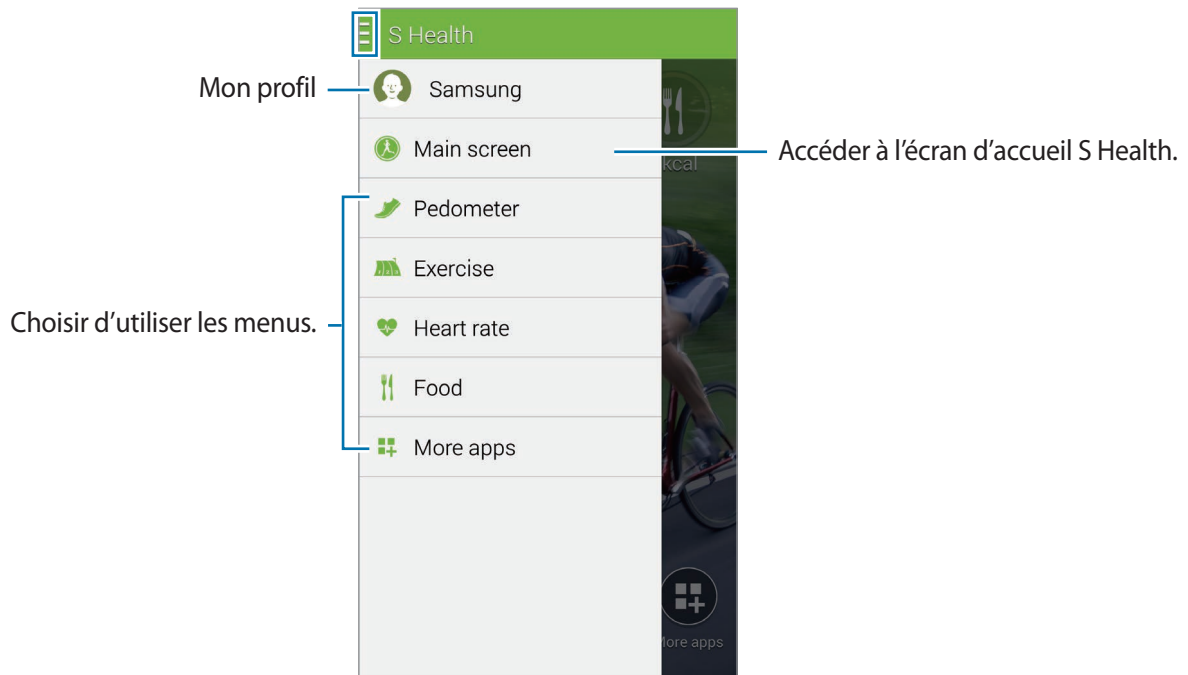 S Health
Mon profil
Samsung
Main screen
Accéder à l'écran d'accueil S Health.
kcal
Pedometer
Exercise
Choisir d'utiliser les menus.
Heart rate
Food
More apps
More apps